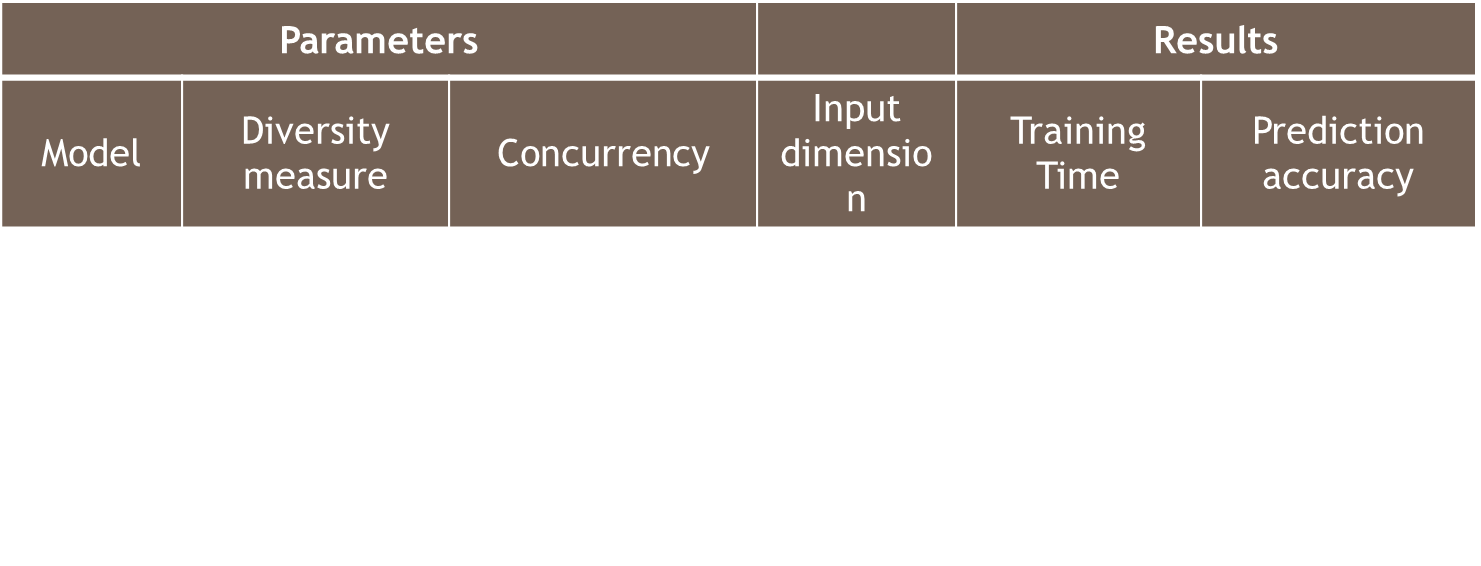 Parameters
Results
Model
Diversity
measure
Concurrency
Input
dimensio
n
Training
Time
Prediction
accuracy